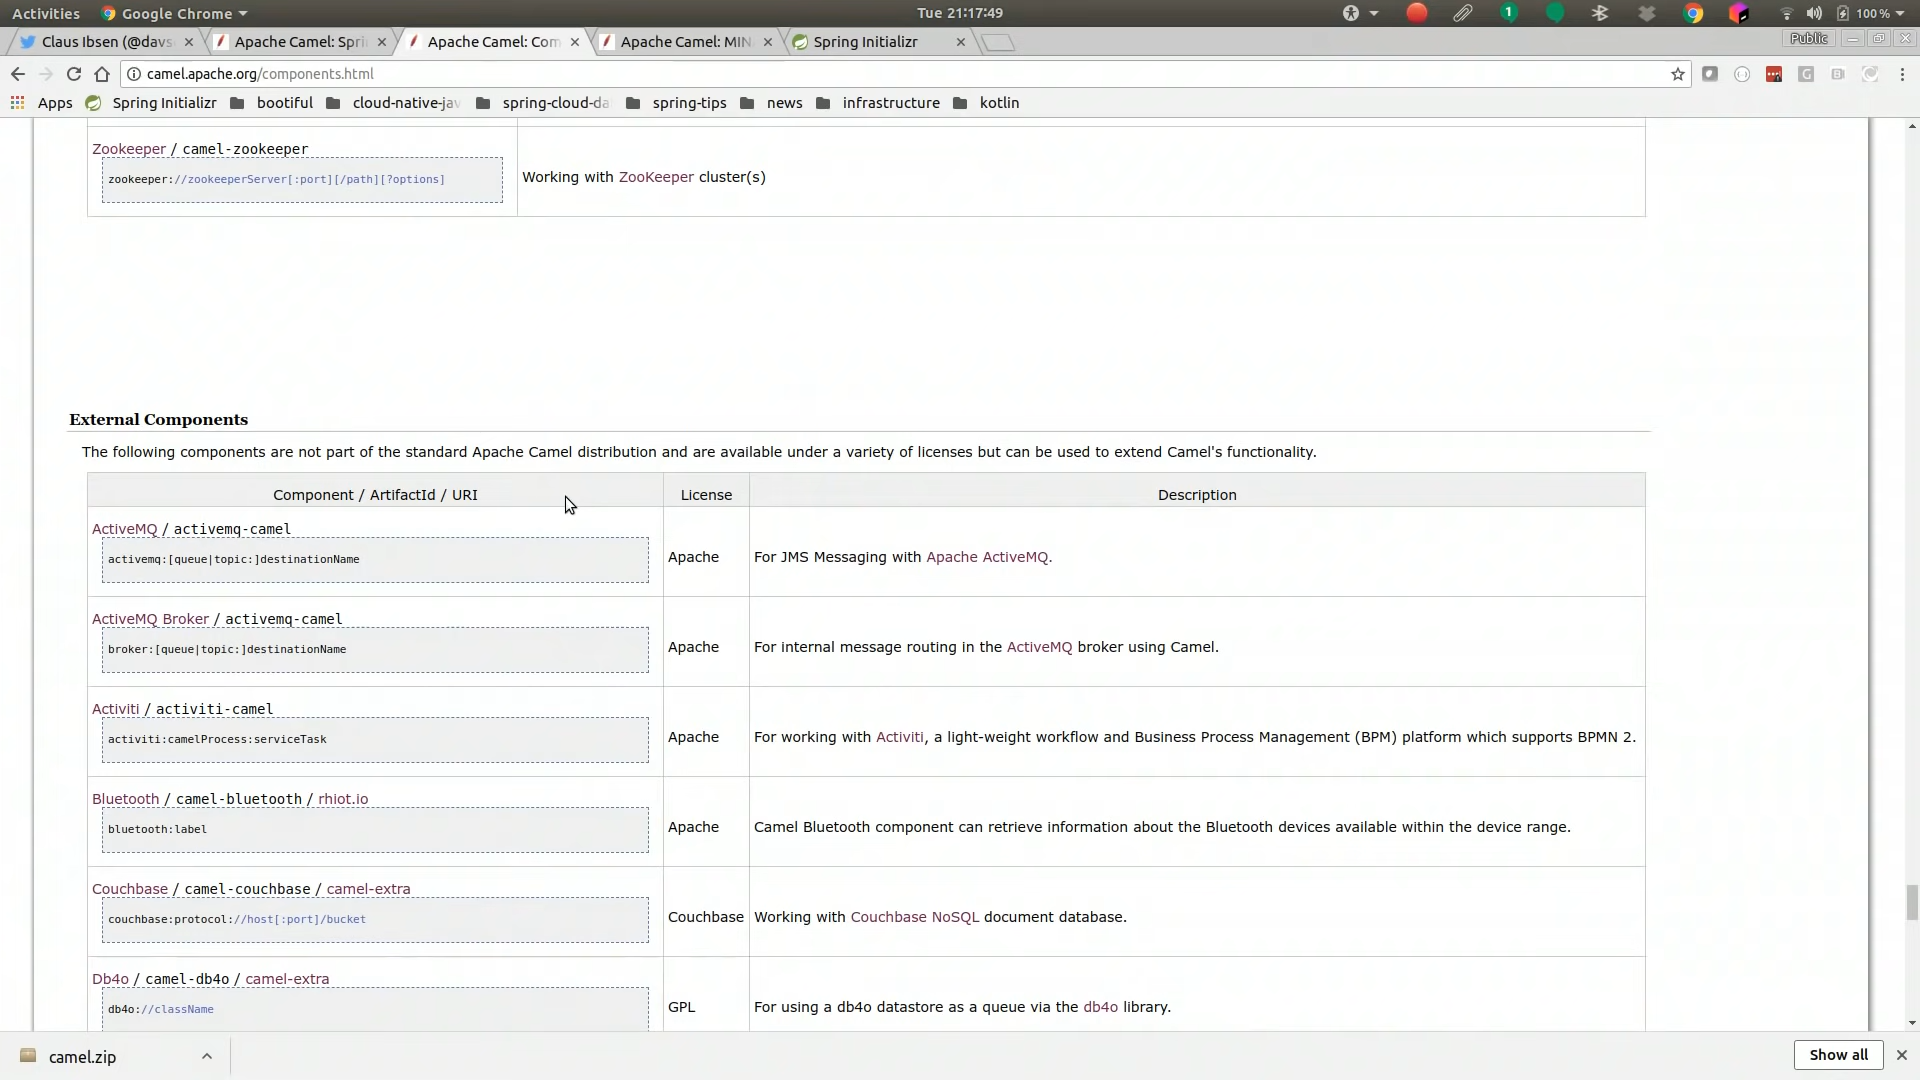 Activities Google Chrome Tue 21:17:49 1 100 %
Claus Ibsen (@davs Apache Camel: Spri Apache Camel: Com Apache Camel: MIN Spring Initializr Public
camel.apache.org/components.html
Apps Spring Initializr bootiful cloud-native-jav spring-cloud-da spring-tips news infrastructure kotlin
Zookeeper / camel-zookeeper
zookeeper://zookeeperServer[:port][/path][?options]
Working with ZooKeeper cluster(s)
External Components
The following components are not part of the standard Apache Camel distribution and are available under a variety of licenses but can be used to extend Camel's functionality.
Component / ArtifactId / URI License Description
ActiveMQ / activemq-camel
activemq:[queue|topic:]destinationName
Apache
For JMS Messaging with Apache ActiveMQ.
ActiveMQ Broker / activemq-camel
broker:[queue|topic:]destinationName
Apache
For internal message routing in the ActiveMQ broker using Camel.
Activiti / activiti-camel
activiti:camelProcess:serviceTask
Apache
For working with Activiti, a light-weight workflow and Business Process Management (BPM) platform which supports BPMN 2.
Bluetooth / camel-bluetooth / rhiot.io
bluetooth:label
Apache
Camel Bluetooth component can retrieve information about the Bluetooth devices available within the device range.
Couchbase / camel-couchbase / camel-extra
couchbase:protocol://host[:port]/bucket
Couchbase
Working with Couchbase NoSQL document database.
Db4o / camel-db4o / camel-extra
db4o://className
GPL
For using a db4o datastore as a queue via the db4o library.
camel.zip
Show all